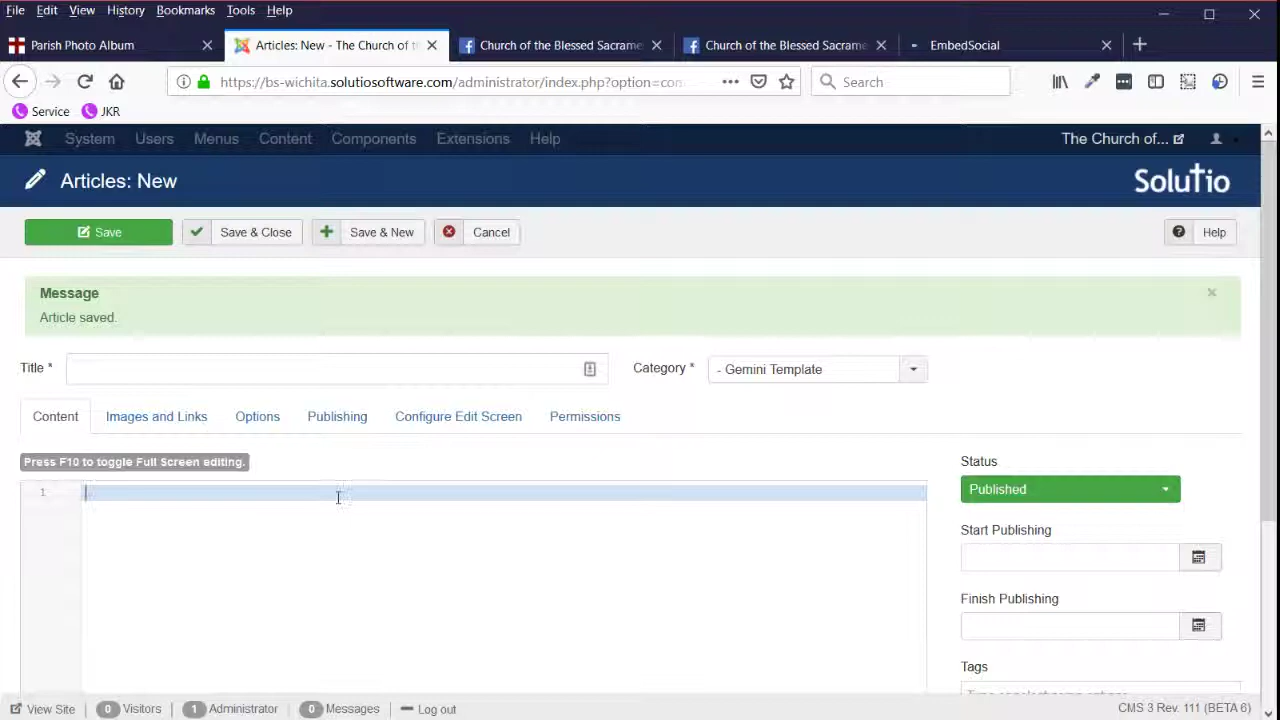 File Edit View History Bookmarks Tools Help
Parish Photo Album Articles: New - The Church of t Church of the Blessed Sacrame Church of the Blessed Sacrame EmbedSocial
https://bs-wichita.solutiosoftware.com/administrator/index.php?option=con Search
Service JKR
System Users Menus Content Components Extensions Help The Church of...
Articles: New Solutio
Save Save & Close Save & New Cancel Help
Message
Article saved.
Title * Category * - Gemini Template
Content Images and Links Options Publishing Configure Edit Screen Permissions
Press F10 to toggle Full Screen editing. Status
1 Published
Start Publishing
Finish Publishing
Tags
View Site 0 Visitors 1 Administrator 0 Messages Log out CMS 3 Rev. 111 (BETA 6)